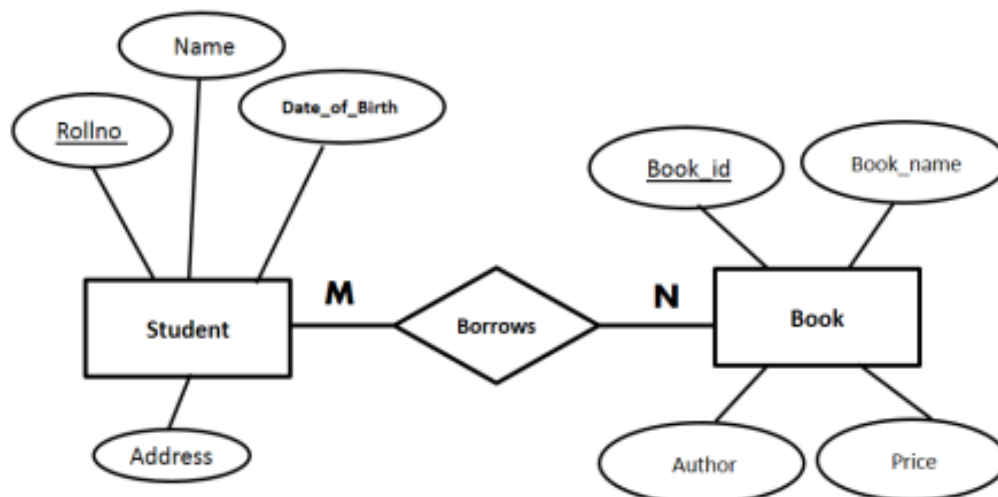 Name
Date_of_Birth
Rollno
Book_id
Book_name
M
N
Student
Borrows
Book
Address
Author
Price